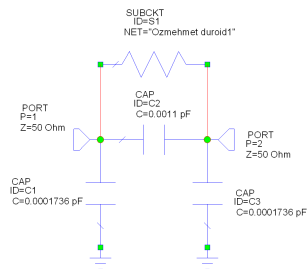 SUBCKT
ID=S1
NET="Ozmehmet duroid1"
CAP
ID=C2
C=0.0011 pF
PORT
P=1
Z=50 Ohm
PORT
P=2
Z=50 Ohm
CAP
ID=C1
C=0.0001736 pF
CAP
ID=C3
C=0.0001736 pF